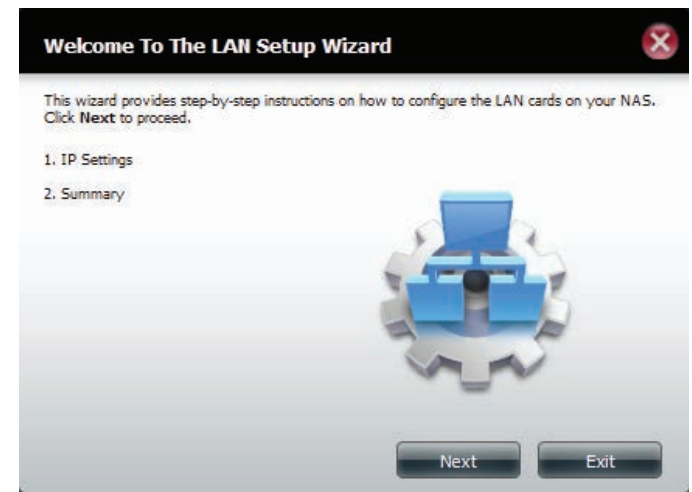 Welcome To The LAN Setup Wizard
This wizard provides step-by-step instructions on how to configure the LAN cards on your NAS.
Click Next to proceed.
1. IP Settings
2. Summary
Next
Exit